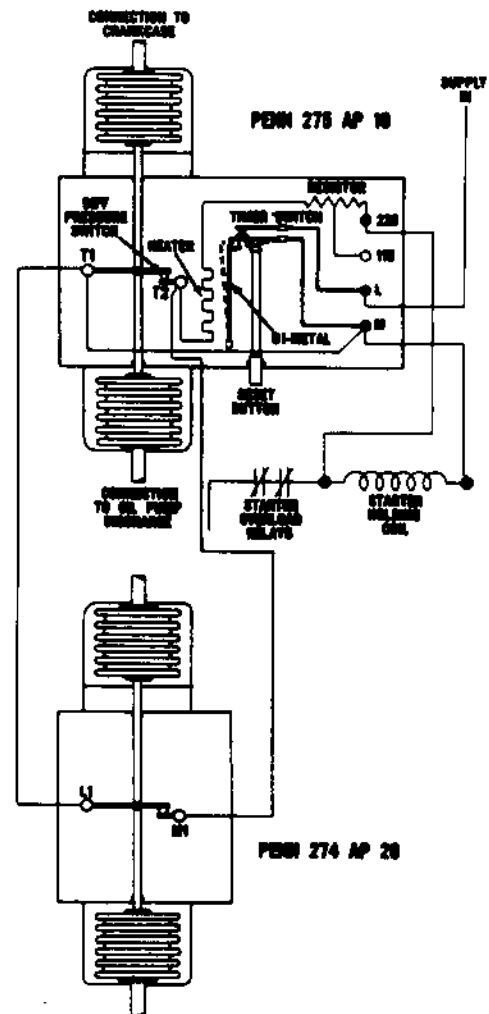 CONNECTION TO
CRANKCASE
SUPPLY
IN
PENN 275 AP 10
RESISTOR
DIFF
PRESSURE
SWITCH
TIMER SWITCH
220
HEATER
T1
115
T2
L
M
BI-METAL
RESET
BUTTON
CONNECTION
TO OIL PUMP
DISCHARGE
STARTER
OVERLOAD
RELAYS
STARTER
HOLDING
COIL
L1
M1
PENN 274 AP 20